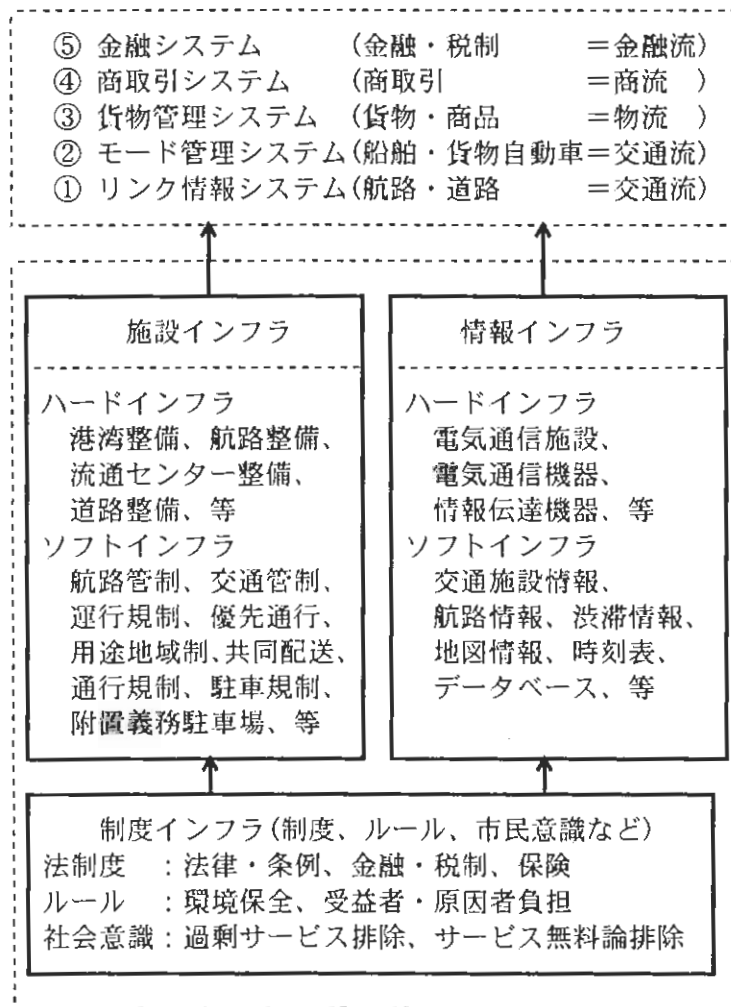 ⑤ 金融システム (金融・税制 =金融流)
④ 商取引システム (商取引 =商流 )
③ 貨物管理システム (貨物・商品 =物流 )
② モード管理システム(船舶・貨物自動車=交通流)
① リンク情報システム(航路・道路 =交通流)
施設インフラ
ハードインフラ
港湾整備、航路整備、
流通センター整備、
道路整備、等
ソフトインフラ
航路管制、交通管制、
運行規制、優先通行、
用途地域制、共同配送、
通行規制、駐車規制、
附置義務駐車場、等
情報インフラ
ハードインフラ
電気通信施設、
電気通信機器、
情報伝達機器、等
ソフトインフラ
交通施設情報、
航路情報、渋滞情報、
地図情報、時刻表、
データベース、等
制度インフラ(制度、ルール、市民意識など)
法制度 :法律・条例、金融・税制、保険
ルール :環境保全、受益者・原因者負担
社会意識:過剰サービス排除、サービス無料論排除